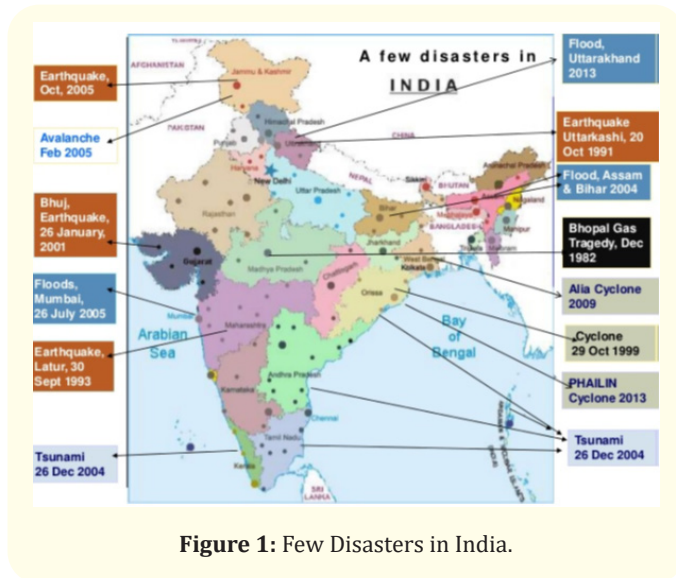 A few disasters in
INDIA
Earthquake,
Oct, 2005
Avalanche
Feb 2005
Bhuj,
Earthquake,
26 January,
2001
Floods,
Mumbai,
26 July 2005
Earthquake,
Latur, 30
Sept 1993
Tsunami
26 Dec 2004
AFGHANISTAN
Jammu & Kashmir
PAKISTAN
Himachal Pradesh
Punjab
CHINA
Haryana
New Delhi
NEPAL
Arunachal Pradesh
Sikkim
BHUTAN
Rajasthan
Uttar Pradesh
Bihar
Nagaland
Meghalaya
Manipur
BANGLADESH
Jharkhand
Mizoram
Gujarat
Madhya Pradesh
West Bengal
Kolkata
Orissa
Mumbai
Maharashtra
Arabian
Sea
Bay
of
Bengal
Andhra Pradesh
Karnataka
Chennai
Tamil Nadu
Kerala
SRI
LANKA
Flood,
Uttarakhand
2013
Earthquake
Uttarkashi, 20
Oct 1991
Flood, Assam
& Bihar 2004
Bhopal Gas
Tragedy, Dec
1982
Alia Cyclone
2009
Cyclone
29 Oct 1999
PHAILIN
Cyclone 2013
Tsunami
26 Dec 2004
Figure 1: Few Disasters in India.